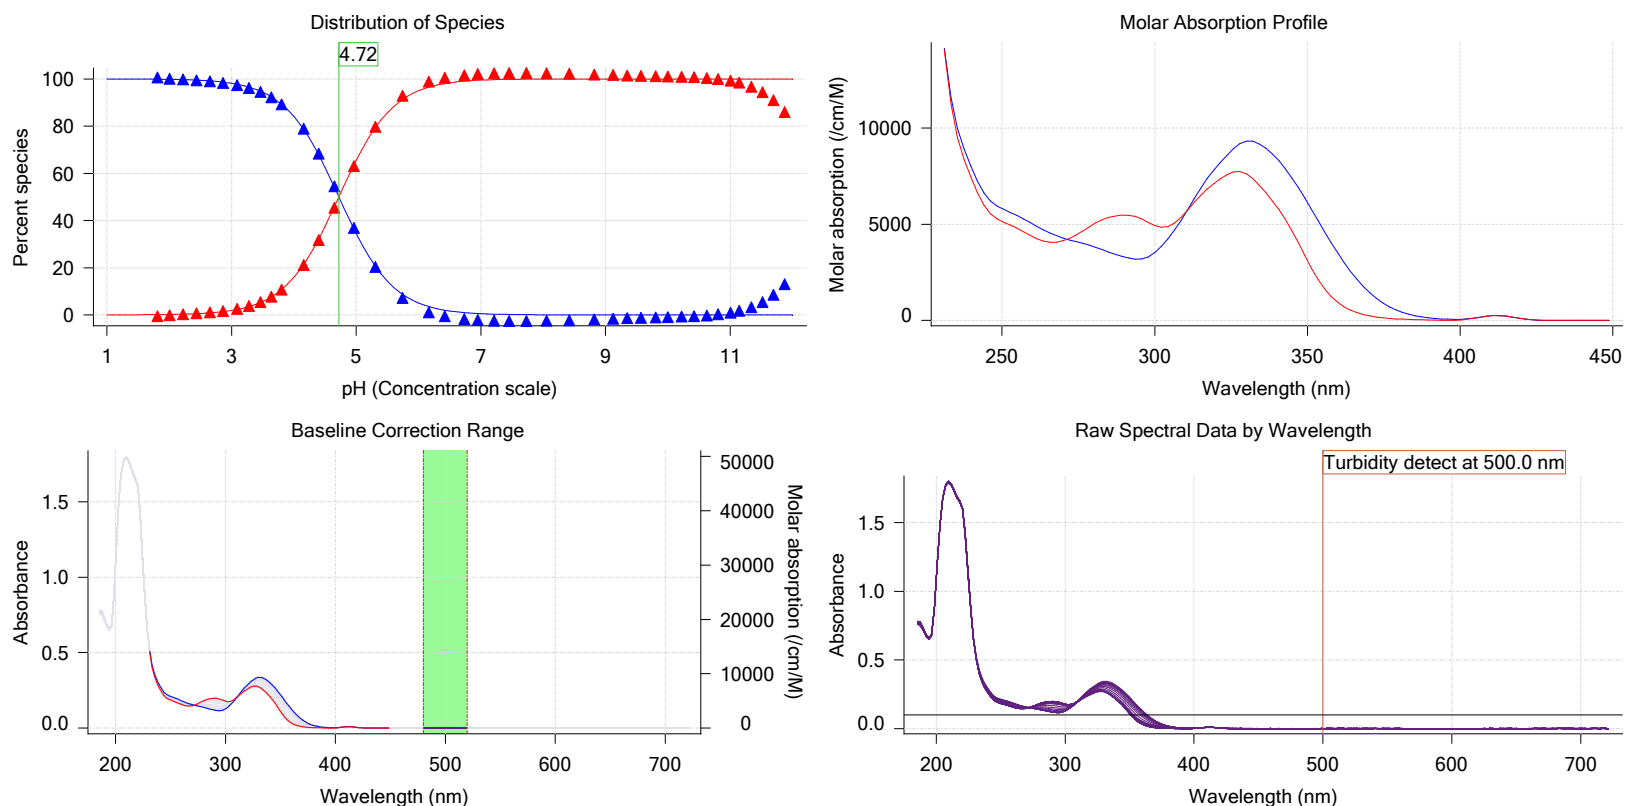 Distribution of Species
4.72
Percent species
100
80
60
40
20
0
1 3 5 7 9 11
pH (Concentration scale)
Molar Absorption Profile
Molar absorption (/cm/M)
10000
5000
0
250 300 350 400 450
Wavelength (nm)
Baseline Correction Range
Absorbance
1.5
1.0
0.5
0.0
50000
40000
30000
20000
10000
0
Molar absorption (/cm/M)
200 300 400 500 600 700
Wavelength (nm)
Raw Spectral Data by Wavelength
Turbidity detect at 500.0 nm
Absorbance
1.5
1.0
0.5
0.0
200 300 400 500 600 700
Wavelength (nm)